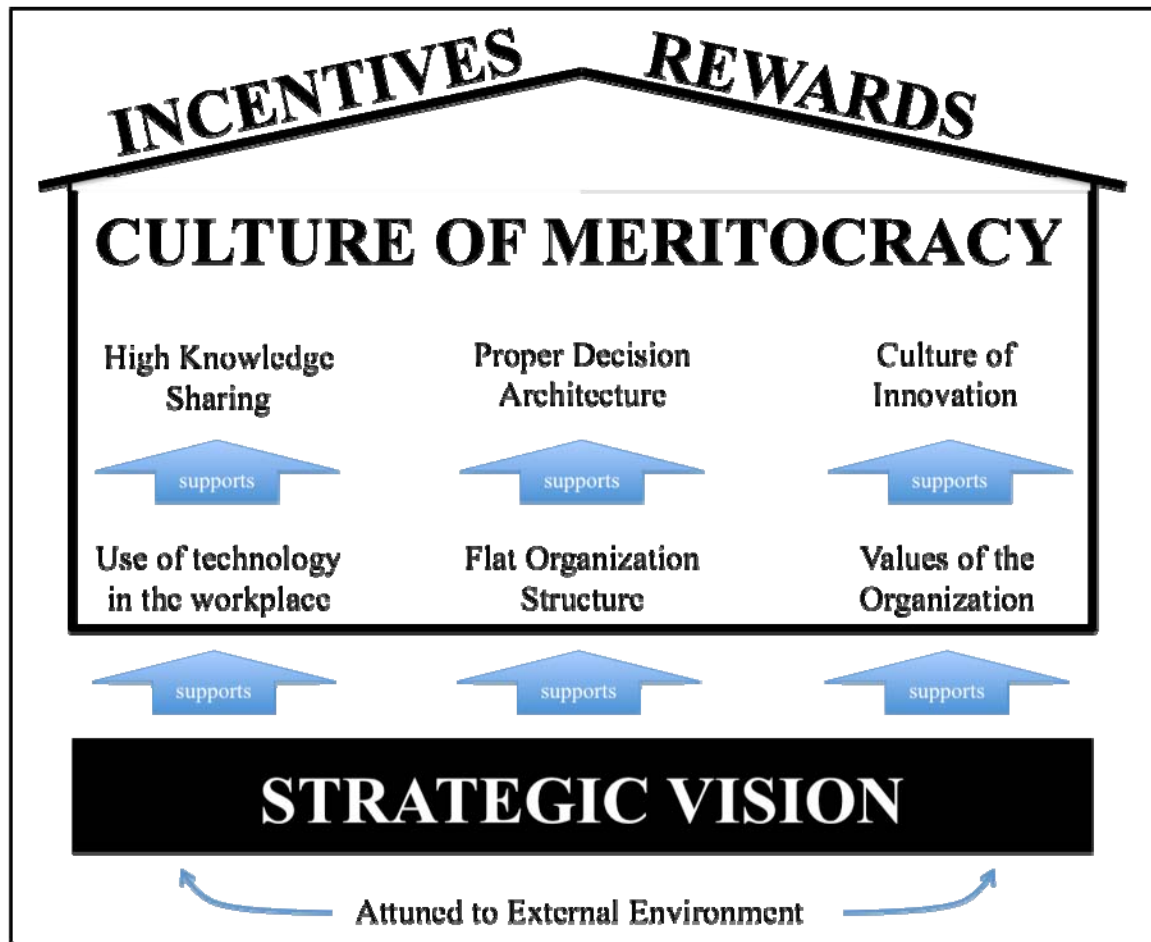 INCENTIVES REWARDS
CULTURE OF MERITOCRACY
High Knowledge
Sharing
Proper Decision
Architecture
Culture of
Innovation
supports
supports
supports
Use of technology
in the workplace
Flat Organization
Structure
Values of the
Organization
supports
supports
supports
STRATEGIC VISION
Attuned to External Environment